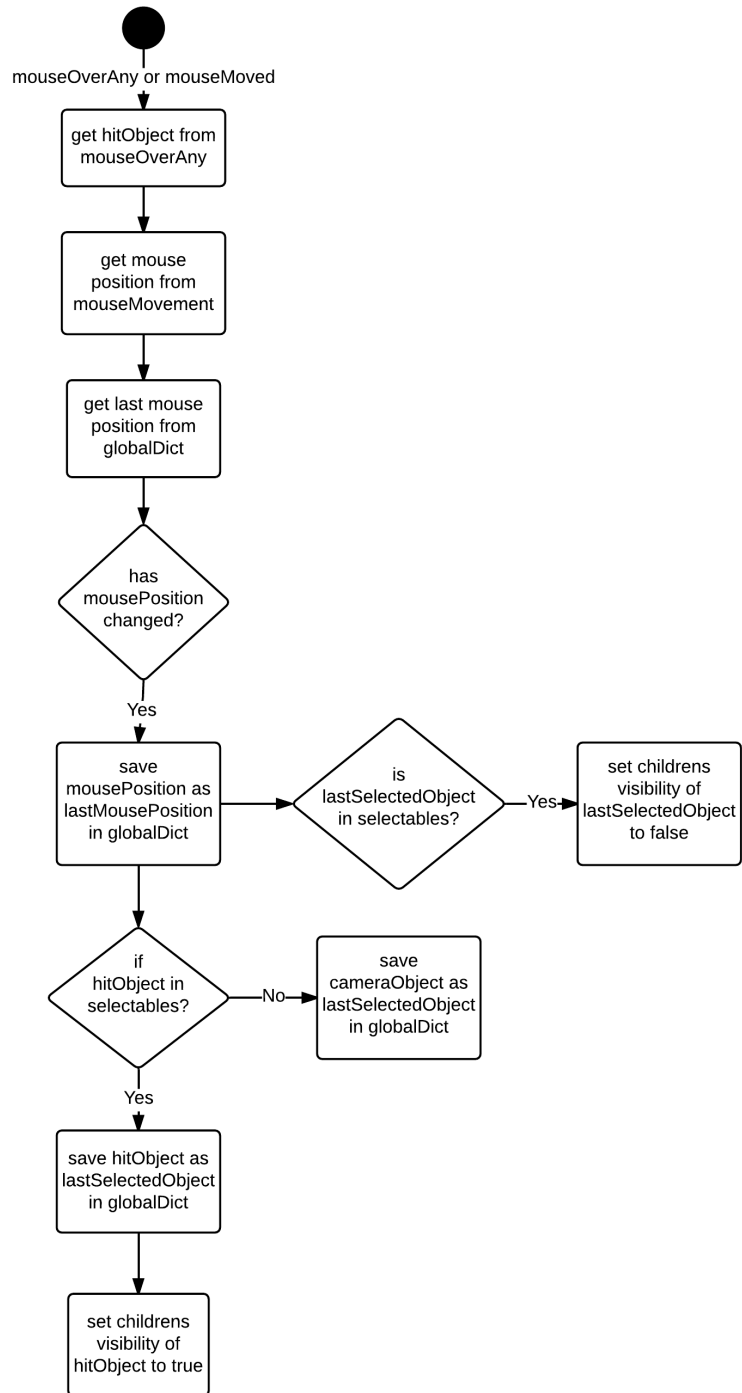 mouseOverAny or mouseMoved
get hitObject from
mouseOverAny
get mouse
position from
mouseMovement
get last mouse
position from
globalDict
has
mousePosition
changed?
Yes
save
mousePosition as
lastMousePosition
in globalDict
is
lastSelectedObject
in selectables?
Yes
set childrens
visibility of
lastSelectedObject
to false
if
hitObject in
selectables?
No
save
cameraObject as
lastSelectedObject
in globalDict
Yes
save hitObject as
lastSelectedObject
in globalDict
set childrens
visibility of
hitObject to true